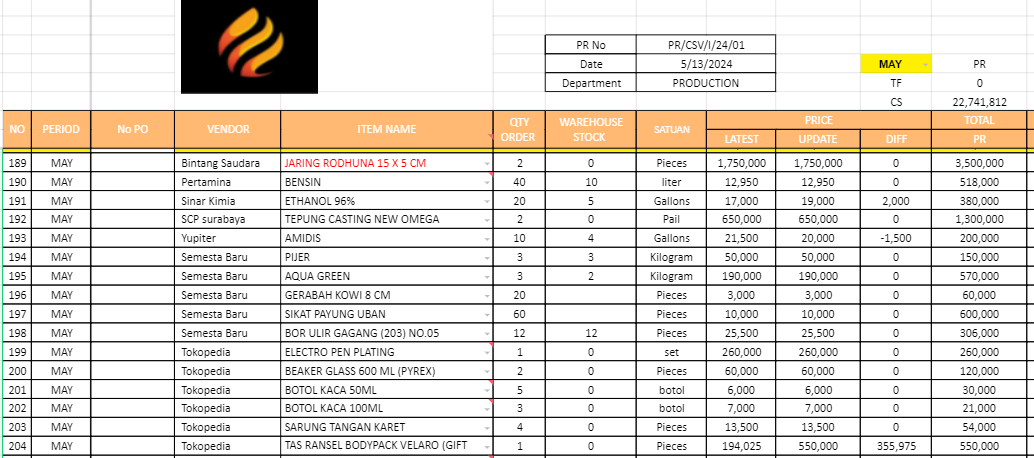 PR No PR/CSV/I/24/01
Date 5/13/2024 MAY PR
Department PRODUCTION TF 0
CS 22,741,812
NO PERIOD No PO VENDOR ITEM NAME QTY ORDER WAREHOUSE STOCK SATUAN PRICE TOTAL
LATEST UPDATE DIFF PR
189 MAY Bintang Saudara JARING RODHUNA 15 X 5 CM 2 0 Pieces 1,750,000 1,750,000 0 3,500,000
190 MAY Pertamina BENSIN 40 10 liter 12,950 12,950 0 518,000
191 MAY Sinar Kimia ETHANOL 96% 20 5 Gallons 17,000 19,000 2,000 380,000
192 MAY SCP surabaya TEPUNG CASTING NEW OMEGA 2 0 Pail 650,000 650,000 0 1,300,000
193 MAY Yupiter AMIDIS 10 4 Gallons 21,500 20,000 -1,500 200,000
194 MAY Semesta Baru PIJER 3 3 Kilogram 50,000 50,000 0 150,000
195 MAY Semesta Baru AQUA GREEN 3 2 Kilogram 190,000 190,000 0 570,000
196 MAY Semesta Baru GERABAH KOWI 8 CM 20 Pieces 3,000 3,000 0 60,000
197 MAY Semesta Baru SIKAT PAYUNG UBAN 60 Pieces 10,000 10,000 0 600,000
198 MAY Semesta Baru BOR ULIR GAGANG (203) NO.05 12 12 Pieces 25,500 25,500 0 306,000
199 MAY Tokopedia ELECTRO PEN PLATING 1 0 set 260,000 260,000 0 260,000
200 MAY Tokopedia BEAKER GLASS 600 ML (PYREX) 2 0 Pieces 60,000 60,000 0 120,000
201 MAY Tokopedia BOTOL KACA 50ML 5 0 botol 6,000 6,000 0 30,000
202 MAY Tokopedia BOTOL KACA 100ML 3 0 botol 7,000 7,000 0 21,000
203 MAY Tokopedia SARUNG TANGAN KARET 4 0 Pieces 13,500 13,500 0 54,000
204 MAY Tokopedia TAS RANSEL BODYPACK VELARO (GIFT 1 0 Pieces 194,025 550,000 355,975 550,000